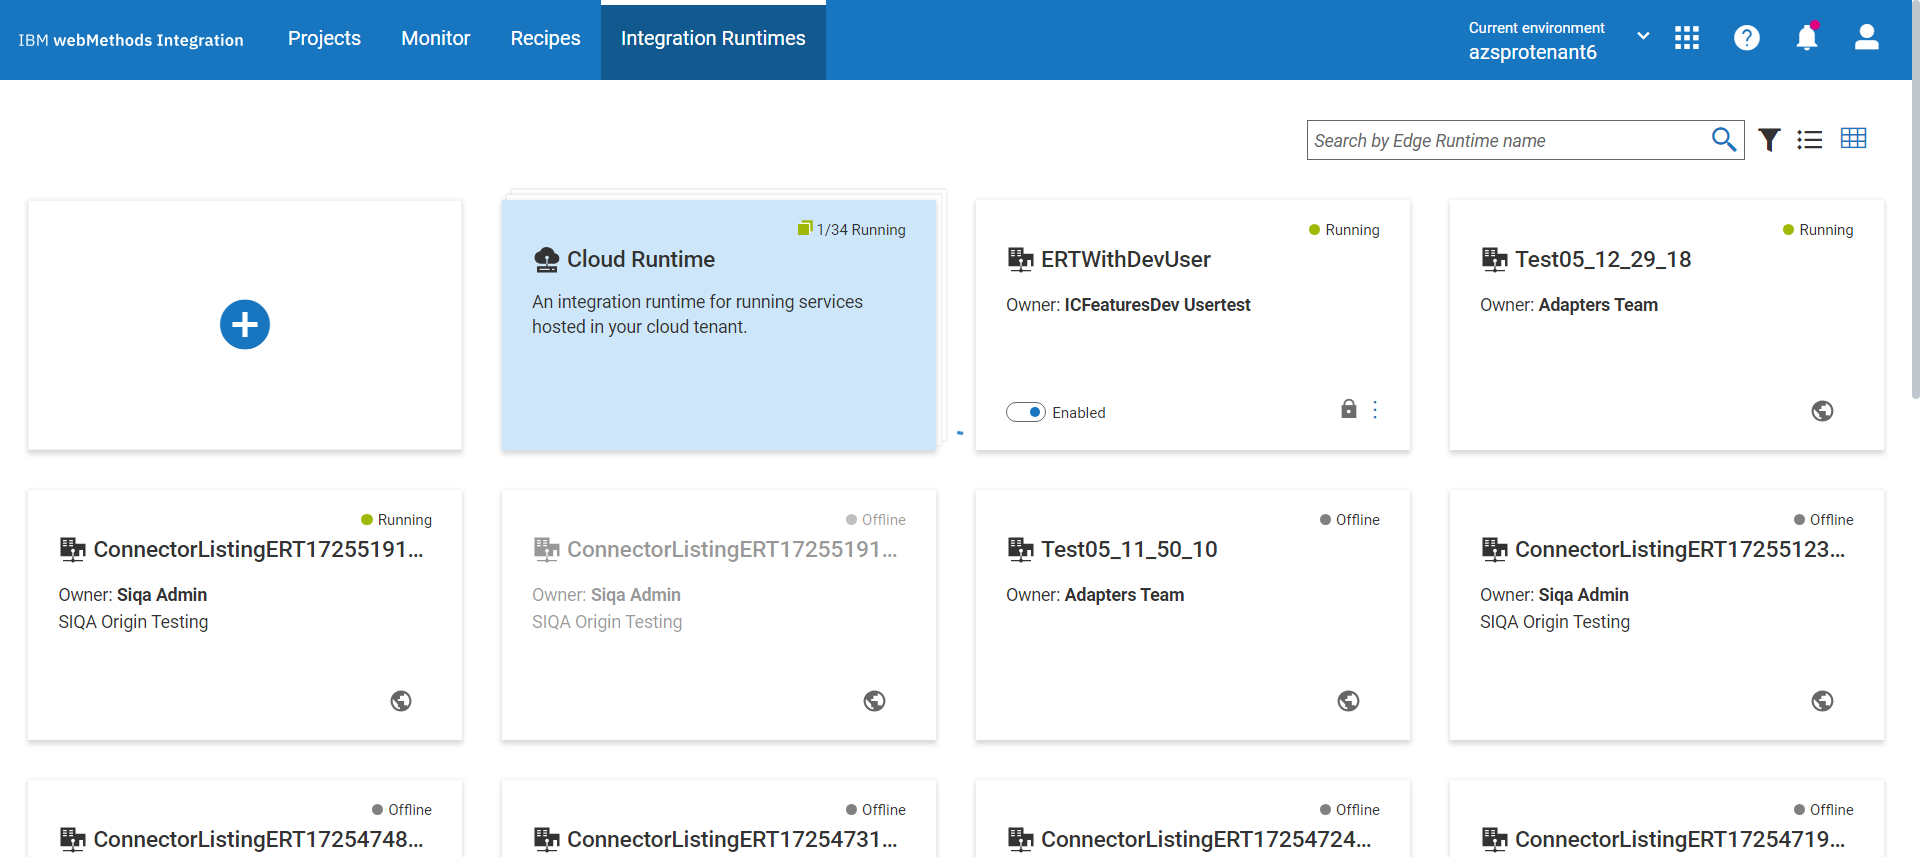 IBM webMethods Integration
Projects
Monitor
Recipes
Integration Runtimes
Current environment
azsprotenant6
Search by Edge Runtime name
1/34 Running
Cloud Runtime
An integration runtime for running services
hosted in your cloud tenant.
Running
ERTWithDevUser
Owner: ICFeaturesDev Usertest
Enabled
Running
Test05_12_29_18
Owner: Adapters Team
Running
ConnectorListingERT17255191...
Owner: Siqa Admin
SIQA Origin Testing
Offline
ConnectorListingERT17255191...
Owner: Siqa Admin
SIQA Origin Testing
Offline
Test05_11_50_10
Owner: Adapters Team
Offline
ConnectorListingERT17255123...
Owner: Siqa Admin
SIQA Origin Testing
Offline
ConnectorListingERT17254748...
Offline
ConnectorListingERT17254731...
Offline
ConnectorListingERT17254724...
Offline
ConnectorListingERT17254719...